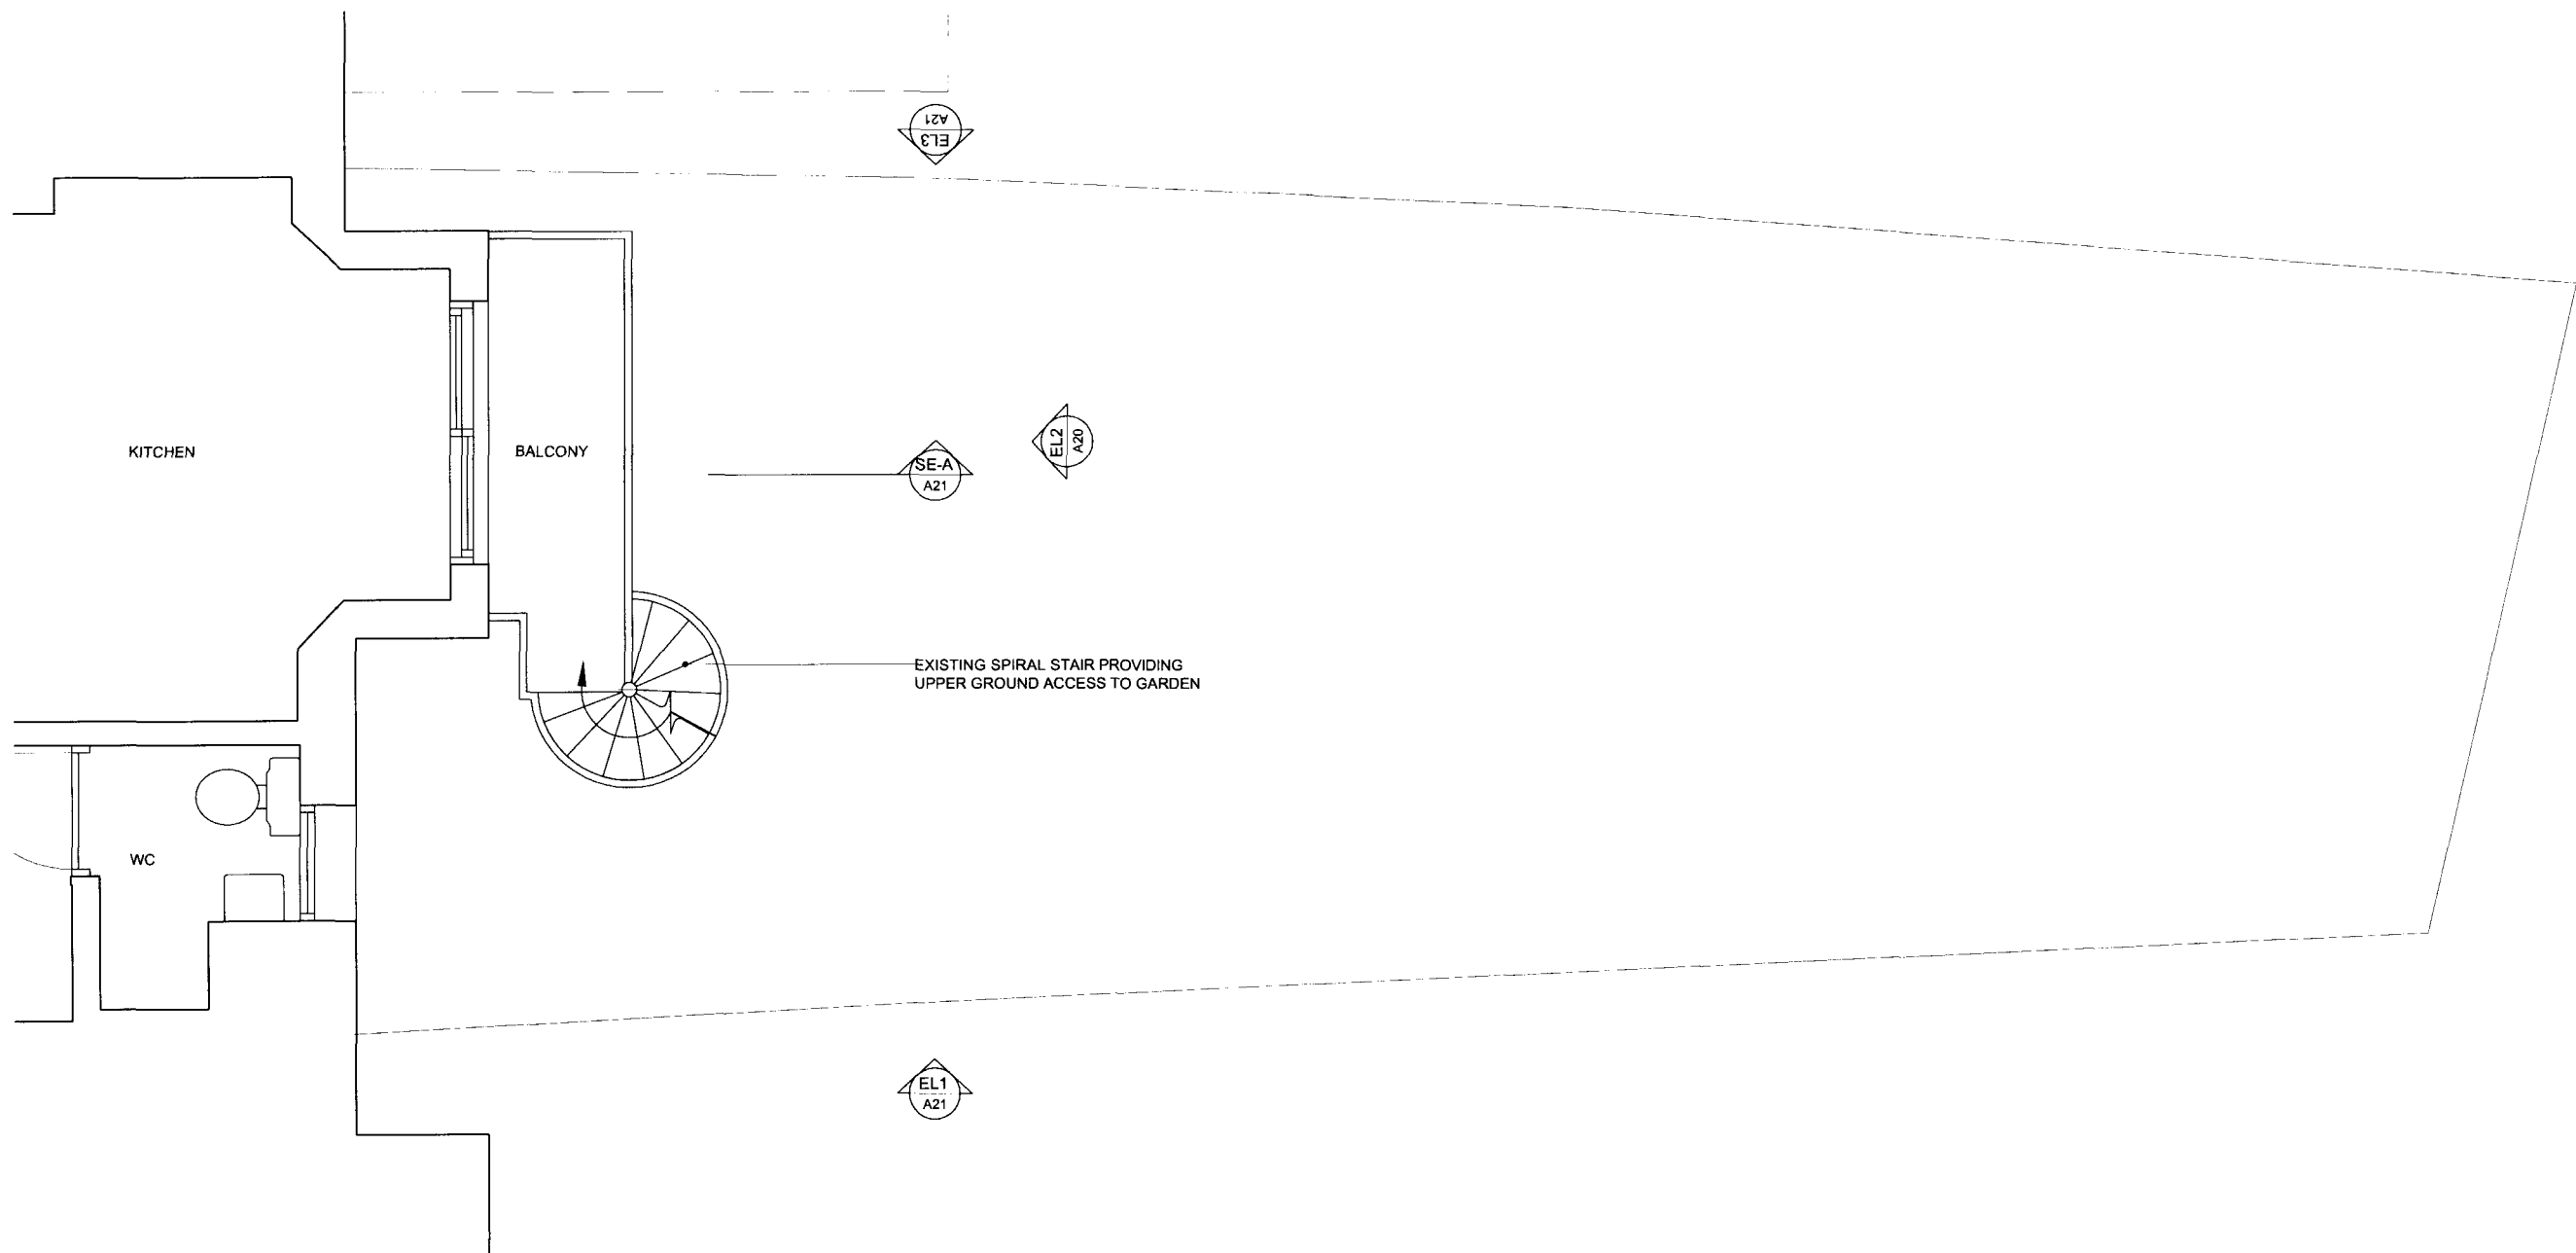 A21
EL3
KITCHEN
BALCONY
EL2
A20
SE-A
A21
EXISTING SPIRAL STAIR PROVIDING
UPPER GROUND ACCESS TO GARDEN
WC
EL1
A21